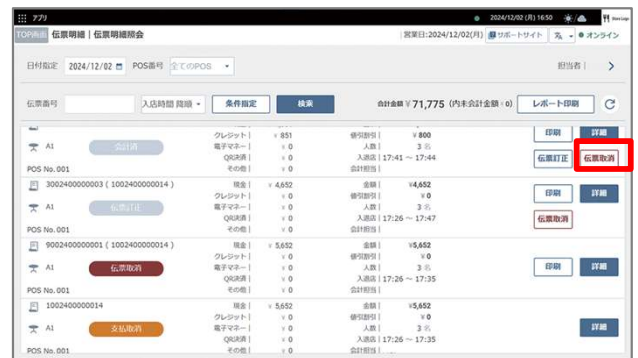 アプリ 2024/12/02 (月) 16:50
TOP画面 伝票明細 | 伝票明細照会 営業日:2024/12/02(月) サポートサイト オンライン
日付指定 2024/12/02 POS番号 全てのPOS 担当者 |
伝票番号 入店時間 降順 条件指定 検索 合計金額 ¥ 71,775 (内未会計金額 : 0) レポート印刷
クレジット | ¥ 851 値引割引 | ¥ 800 印刷 詳細
A1 会計済 電子マネー | ¥ 0 人数 | 3 名
QR決済 | ¥ 0 入退店 | 17:41 ～ 17:44 伝票訂正 伝票取消
POS No. 001 その他 | ¥ 0 会計担当 |
3002400000003 ( 1002400000014 ) 現金 | ¥ 4,652 金額 | ¥4,652
クレジット | ¥ 0 値引割引 | ¥ 0 印刷 詳細
A1 伝票訂正 電子マネー | ¥ 0 人数 | 3 名
QR決済 | ¥ 0 入退店 | 17:26 ～ 17:47 伝票取消
POS No. 001 その他 | ¥ 0 会計担当 |
9002400000001 ( 1002400000014 ) 現金 | ¥ 5,652 金額 | ¥5,652
クレジット | ¥ 0 値引割引 | ¥ 0
A1 伝票取消 電子マネー | ¥ 0 人数 | 3 名 印刷 詳細
QR決済 | ¥ 0 入退店 | 17:26 ～ 17:35
POS No. 001 その他 | ¥ 0 会計担当 |
1002400000014 現金 | ¥ 5,652 金額 | ¥5,652
クレジット | ¥ 0 値引割引 | ¥ 0
A1 支払取消 電子マネー | ¥ 0 人数 | 3 名 詳細
QR決済 | ¥ 0 入退店 | 17:26 ～ 17:35
POS No. 001 その他 | ¥ 0 会計担当 |